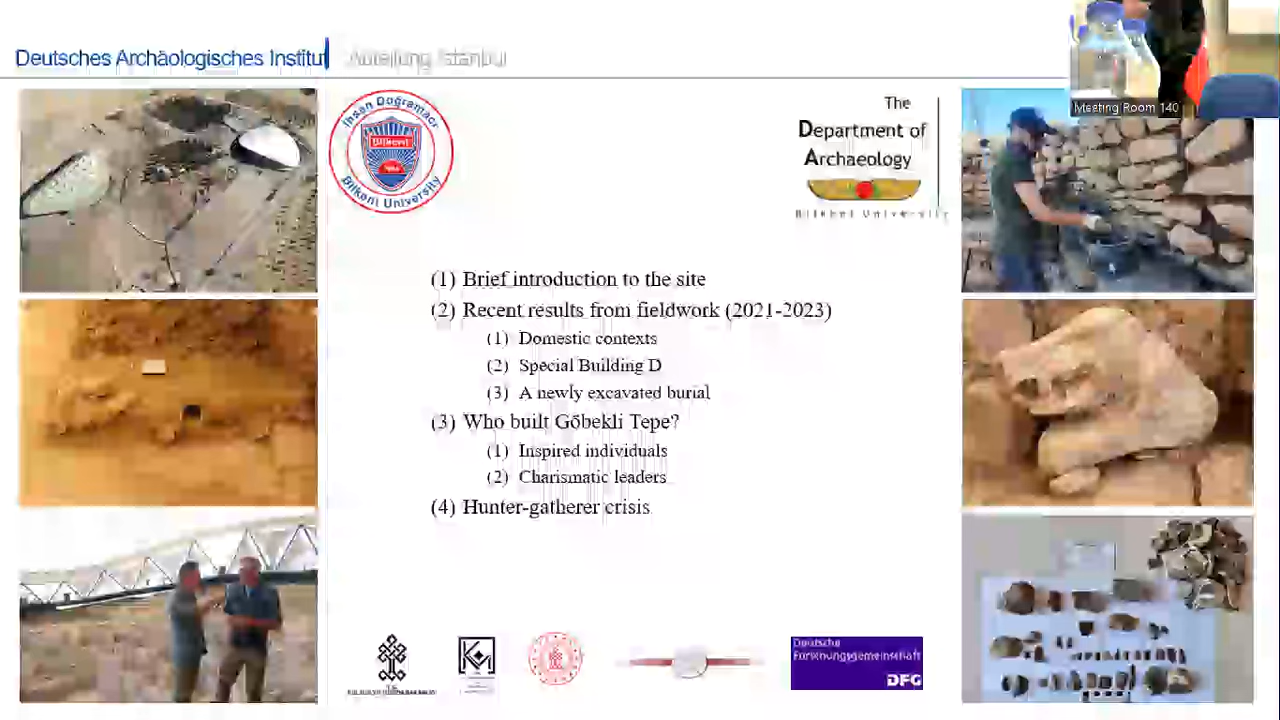 Deutsches Archäologisches Institut Abteilung Istanbul
Meeting Room 140
İhsan Doğramacı
Bilkent
Bilkent University
The
Department of
Archaeology
Bilkent University
(1) Brief introduction to the site
(2) Recent results from fieldwork (2021-2023)
(1) Domestic contexts
(2) Special Building D
(3) A newly excavated burial
(3) Who built Göbekli Tepe?
(1) Inspired individuals
(2) Charismatic leaders
(4) Hunter-gatherer crisis
Deutsche
Forschungsgemeinschaft
DFG